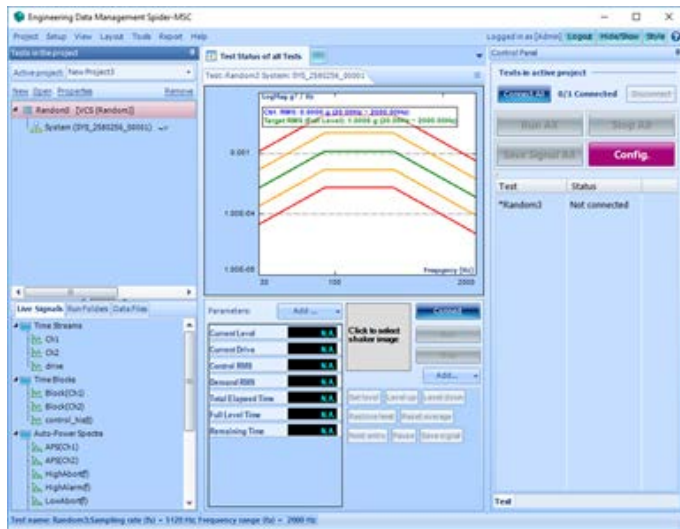 Engineering Data Management Spider-MSC
Project Setup View Layout Tools Report Help
Logged in as [Admin] Logout Hide/Show Style
Tests in the project
Active project: New Project3
New Open Properties Remove
Random3 [VCS (Random)]
System (SYS_2580256_00001)
Live Signals Run Folders Data Files
Time Streams
Ch1
Ch2
drive
Time Blocks
Block(Ch1)
Block(Ch2)
control_his(t)
Auto-Power Spectra
APS(Ch1)
APS(Ch2)
HighAbort(f)
HighAlarm(f)
LowAbort(f)
Test Status of all Tests
Test: Random3 System: SYS_2580256_00001
LogMag g² / Hz
Ch1 RMS: 0.0000 g (20.00Hz ~ 2000.00Hz)
Target RMS (Full Level): 1.0000 g (20.00Hz ~ 2000.00Hz)
0.001
1.00E-04
1.00E-05
20 100 2000
Frequency (Hz)
Parameters: Add ...
Current Level N.A.
Current Drive N.A.
Control RMS N.A.
Demand RMS N.A.
Total Elapsed Time N.A.
Full Level Time N.A.
Remaining Time N.A.
Click to select
shaker image
Connect
Add...
Set level Level up Level down
Restore level Reset average
Next entry Pause Save signal
Control Panel
Tests in active
project
Connect All 0/1 Connected Disconnect
Run All Stop All
Save Signal All Config.
Test Status
*Random3 Not connected
Test
Test name: Random3;Sampling rate (fs) = 5120 Hz; Frequency range (fa) = 2000 Hz